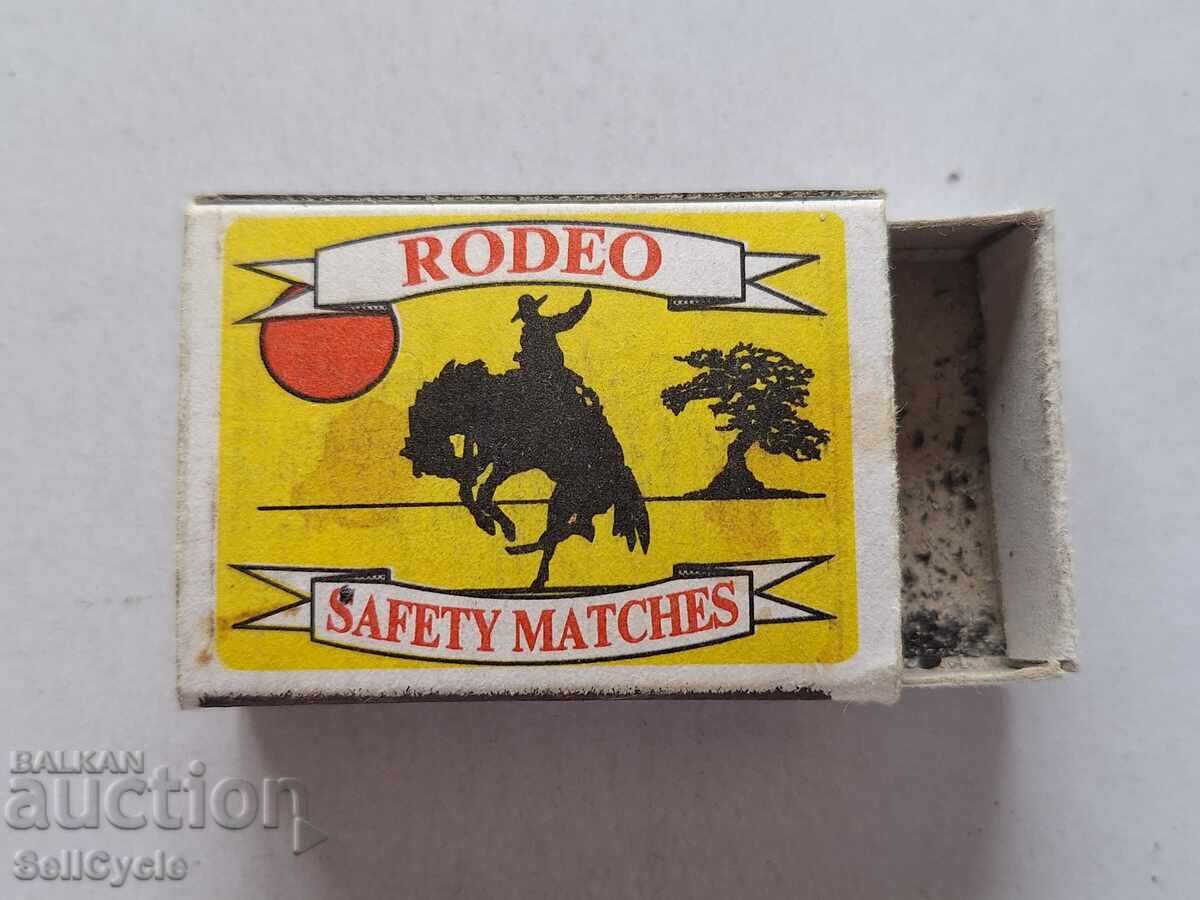 RODEO
SAFETY MATCHES
BALKAN
auction
SellCycle